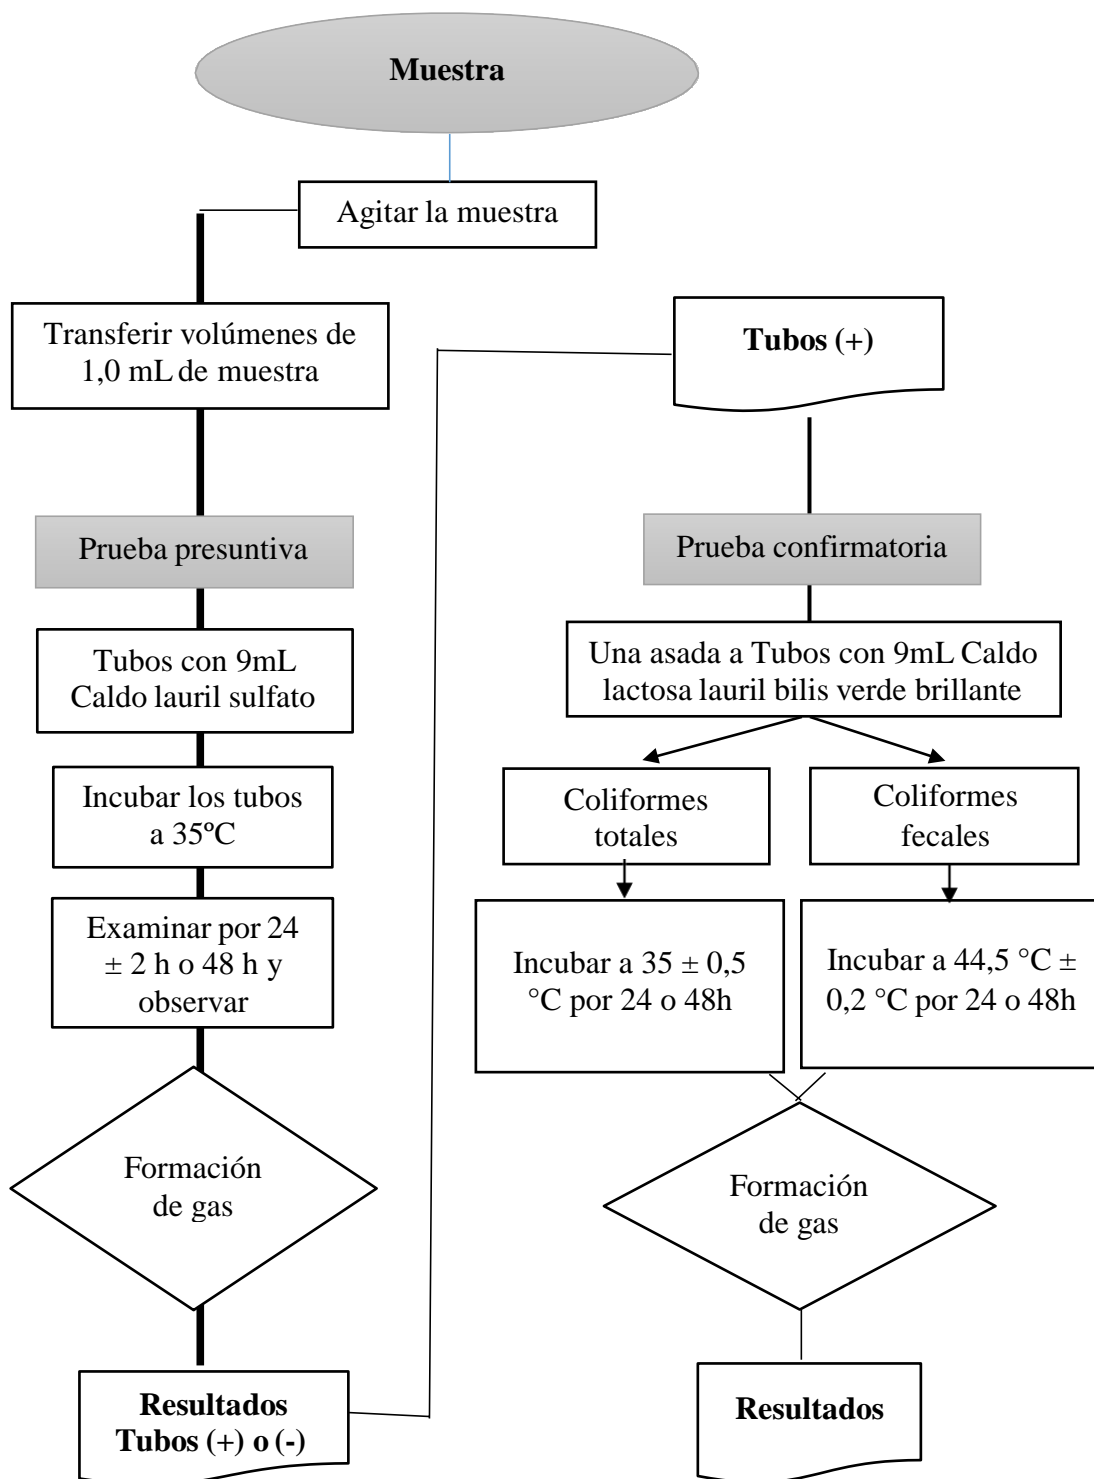 Muestra
Agitar la muestra
Transferir volúmenes de
1,0 mL de muestra
Prueba presuntiva
Tubos con 9mL
Caldo lauril sulfato
Incubar los tubos
a 35ºC
Examinar por 24
± 2 h o 48 h y
observar
Formación
de gas
Resultados
Tubos (+) o (-)
Tubos (+)
Prueba confirmatoria
Una asada a Tubos con 9mL Caldo
lactosa lauril bilis verde brillante
Coliformes
totales
Coliformes
fecales
Incubar a 35 ± 0,5
°C por 24 o 48h
Incubar a 44,5 °C ±
0,2 °C por 24 o 48h
Formación
de gas
Resultados